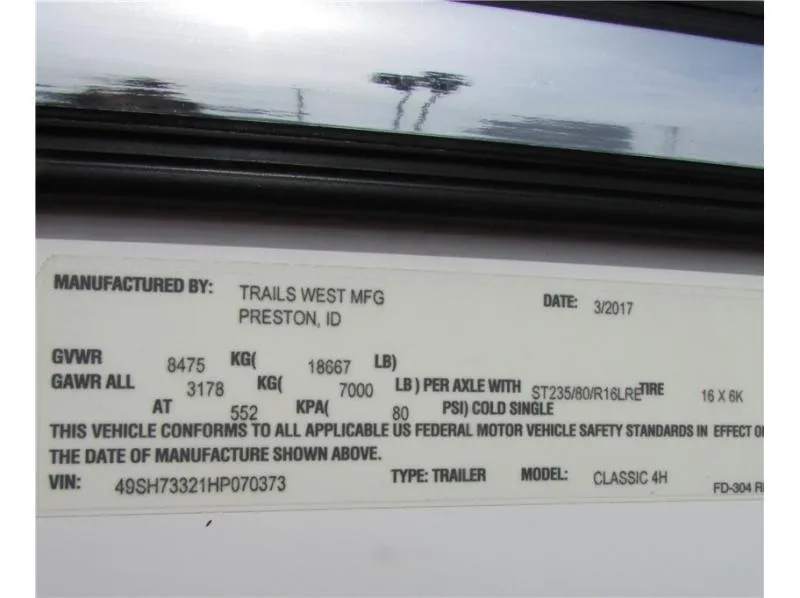 MANUFACTURED BY: TRAILS WEST MFG DATE: 3/2017
PRESTON, ID
GVWR 8475 KG( 18667 LB)
GAWR ALL 3178 KG( 7000 LB) PER AXLE WITH ST235/80/R16LRE TIRE 16 X 6K
AT 552 KPA( 80 PSI) COLD SINGLE
THIS VEHICLE CONFORMS TO ALL APPLICABLE US FEDERAL MOTOR VEHICLE SAFETY STANDARDS IN EFFECT
THE DATE OF MANUFACTURE SHOWN ABOVE.
VIN: 49SH73321HP070373 TYPE: TRAILER MODEL: CLASSIC 4H FD-304